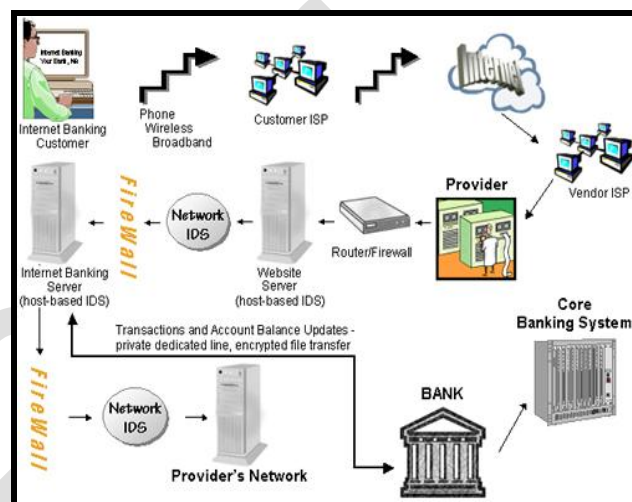 Internet Banking
Your Bank, NA
Internet Banking
Customer
Phone
Wireless
Broadband
Customer ISP
Internet
Vendor ISP
Provider
Router/Firewall
Website
Server
(host-based IDS)
Network
IDS
FireWall
Internet Banking
Server
(host-based IDS)
Transactions and Account Balance Updates -
private dedicated line, encrypted file transfer
Core
Banking System
BANK
FireWall
Network
IDS
Provider's Network